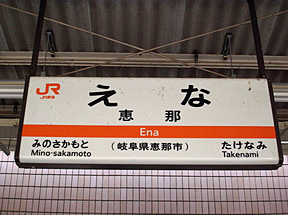 JR
JR東海
えな
恵那
Ena
みのさかもと
Mino-sakamoto
(岐阜県恵那市)
たけなみ
Takenami